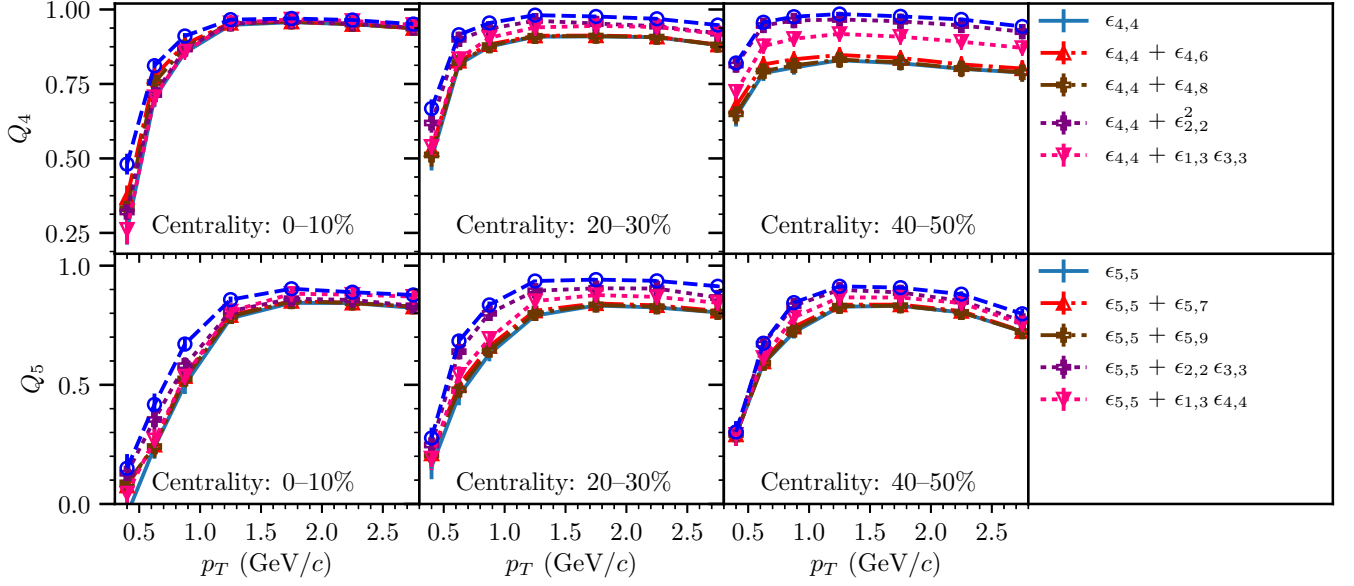 Q₄
1.00
0.75
0.50
0.25
Centrality: 0–10%
Centrality: 20–30%
Centrality: 40–50%
ϵ₄,₄
ϵ₄,₄ + ϵ₄,₆
ϵ₄,₄ + ϵ₄,₈
ϵ₄,₄ + ϵ²₂,₂
ϵ₄,₄ + ϵ₁,₃ ϵ₃,₃
Q₅
1.0
0.5
0.0
Centrality: 0–10%
Centrality: 20–30%
Centrality: 40–50%
ϵ₅,₅
ϵ₅,₅ + ϵ₅,₇
ϵ₅,₅ + ϵ₅,₉
ϵ₅,₅ + ϵ₂,₂ ϵ₃,₃
ϵ₅,₅ + ϵ₁,₃ ϵ₄,₄
0.5 1.0 1.5 2.0 2.5
0.5 1.0 1.5 2.0 2.5
0.5 1.0 1.5 2.0 2.5
p_T (GeV/c)
p_T (GeV/c)
p_T (GeV/c)